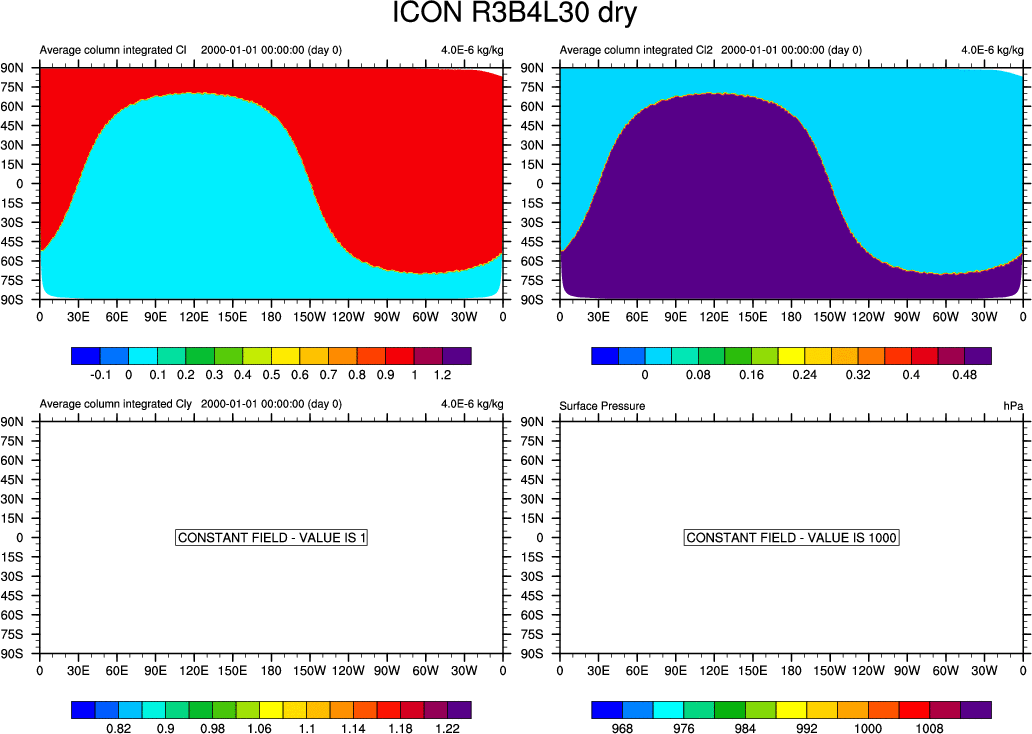 ICON R3B4L30 dry
Average column integrated Cl 2000-01-01 00:00:00 (day 0) 4.0E-6 kg/kg
90N
75N
60N
45N
30N
15N
0
15S
30S
45S
60S
75S
90S
0 30E 60E 90E 120E 150E 180 150W 120W 90W 60W 30W 0
-0.1 0 0.1 0.2 0.3 0.4 0.5 0.6 0.7 0.8 0.9 1 1.2
Average column integrated Cl2 2000-01-01 00:00:00 (day 0) 4.0E-6 kg/kg
90N
75N
60N
45N
30N
15N
0
15S
30S
45S
60S
75S
90S
0 30E 60E 90E 120E 150E 180 150W 120W 90W 60W 30W 0
0 0.08 0.16 0.24 0.32 0.4 0.48
Average column integrated Cly 2000-01-01 00:00:00 (day 0) 4.0E-6 kg/kg
90N
75N
60N
45N
30N
15N
0
15S
30S
45S
60S
75S
90S
CONSTANT FIELD - VALUE IS 1
0 30E 60E 90E 120E 150E 180 150W 120W 90W 60W 30W 0
0.82 0.9 0.98 1.06 1.1 1.14 1.18 1.22
Surface Pressure hPa
90N
75N
60N
45N
30N
15N
0
15S
30S
45S
60S
75S
90S
CONSTANT FIELD - VALUE IS 1000
0 30E 60E 90E 120E 150E 180 150W 120W 90W 60W 30W 0
968 976 984 992 1000 1008